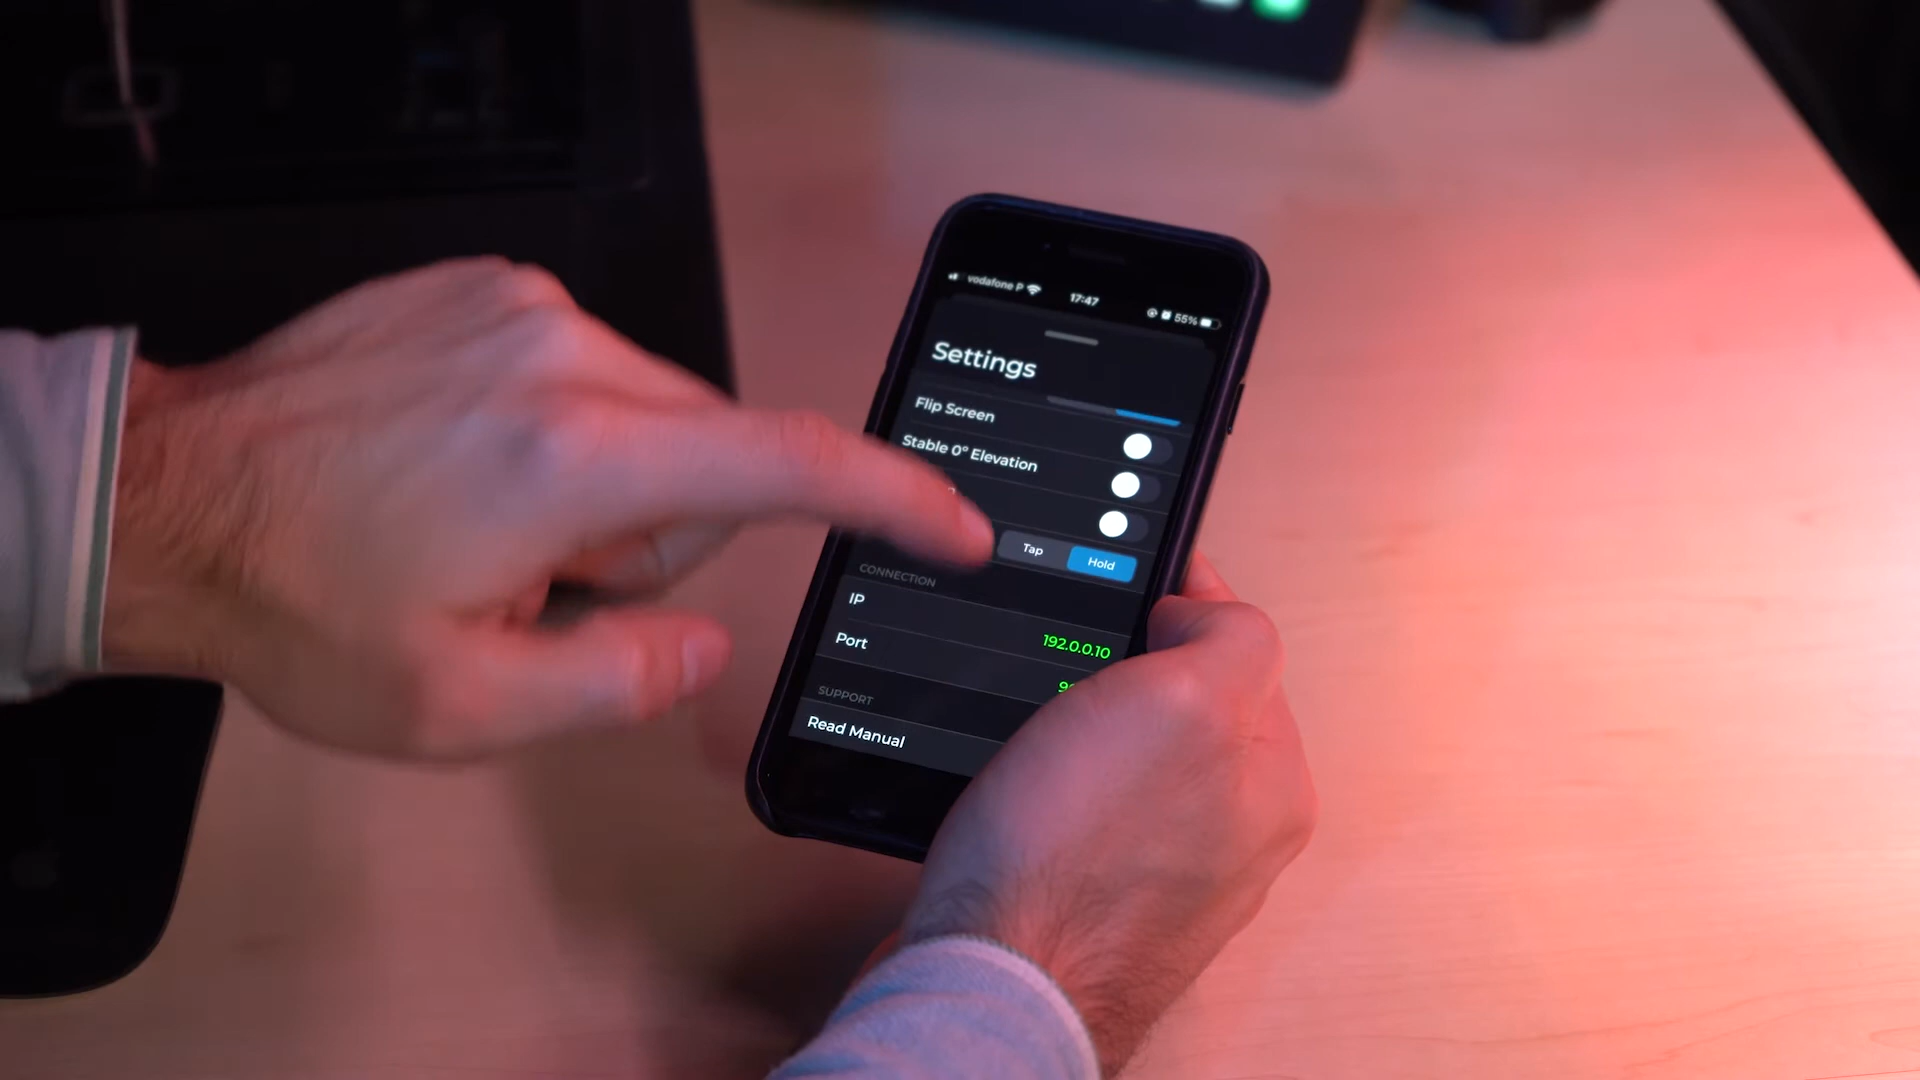 vodafone P 17:47 55%
Settings
Flip Screen
Stable 0° Elevation
Tap Hold
CONNECTION
IP 192.0.0.10
Port
SUPPORT
Read Manual